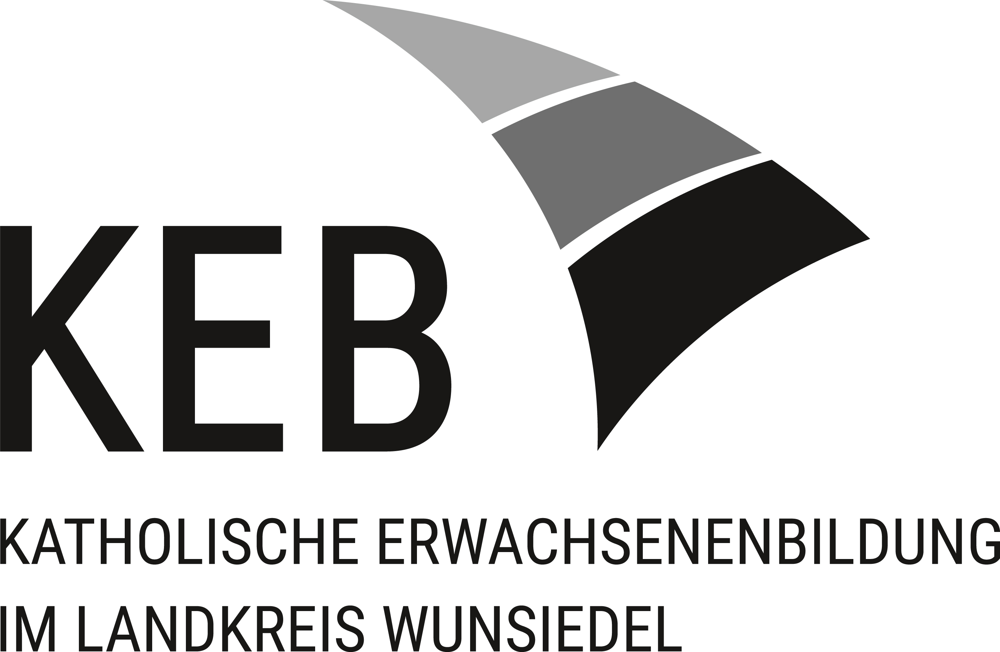 KEB
KATHOLISCHE ERWACHSENENBILDUNG
IM LANDKREIS WUNSIEDEL